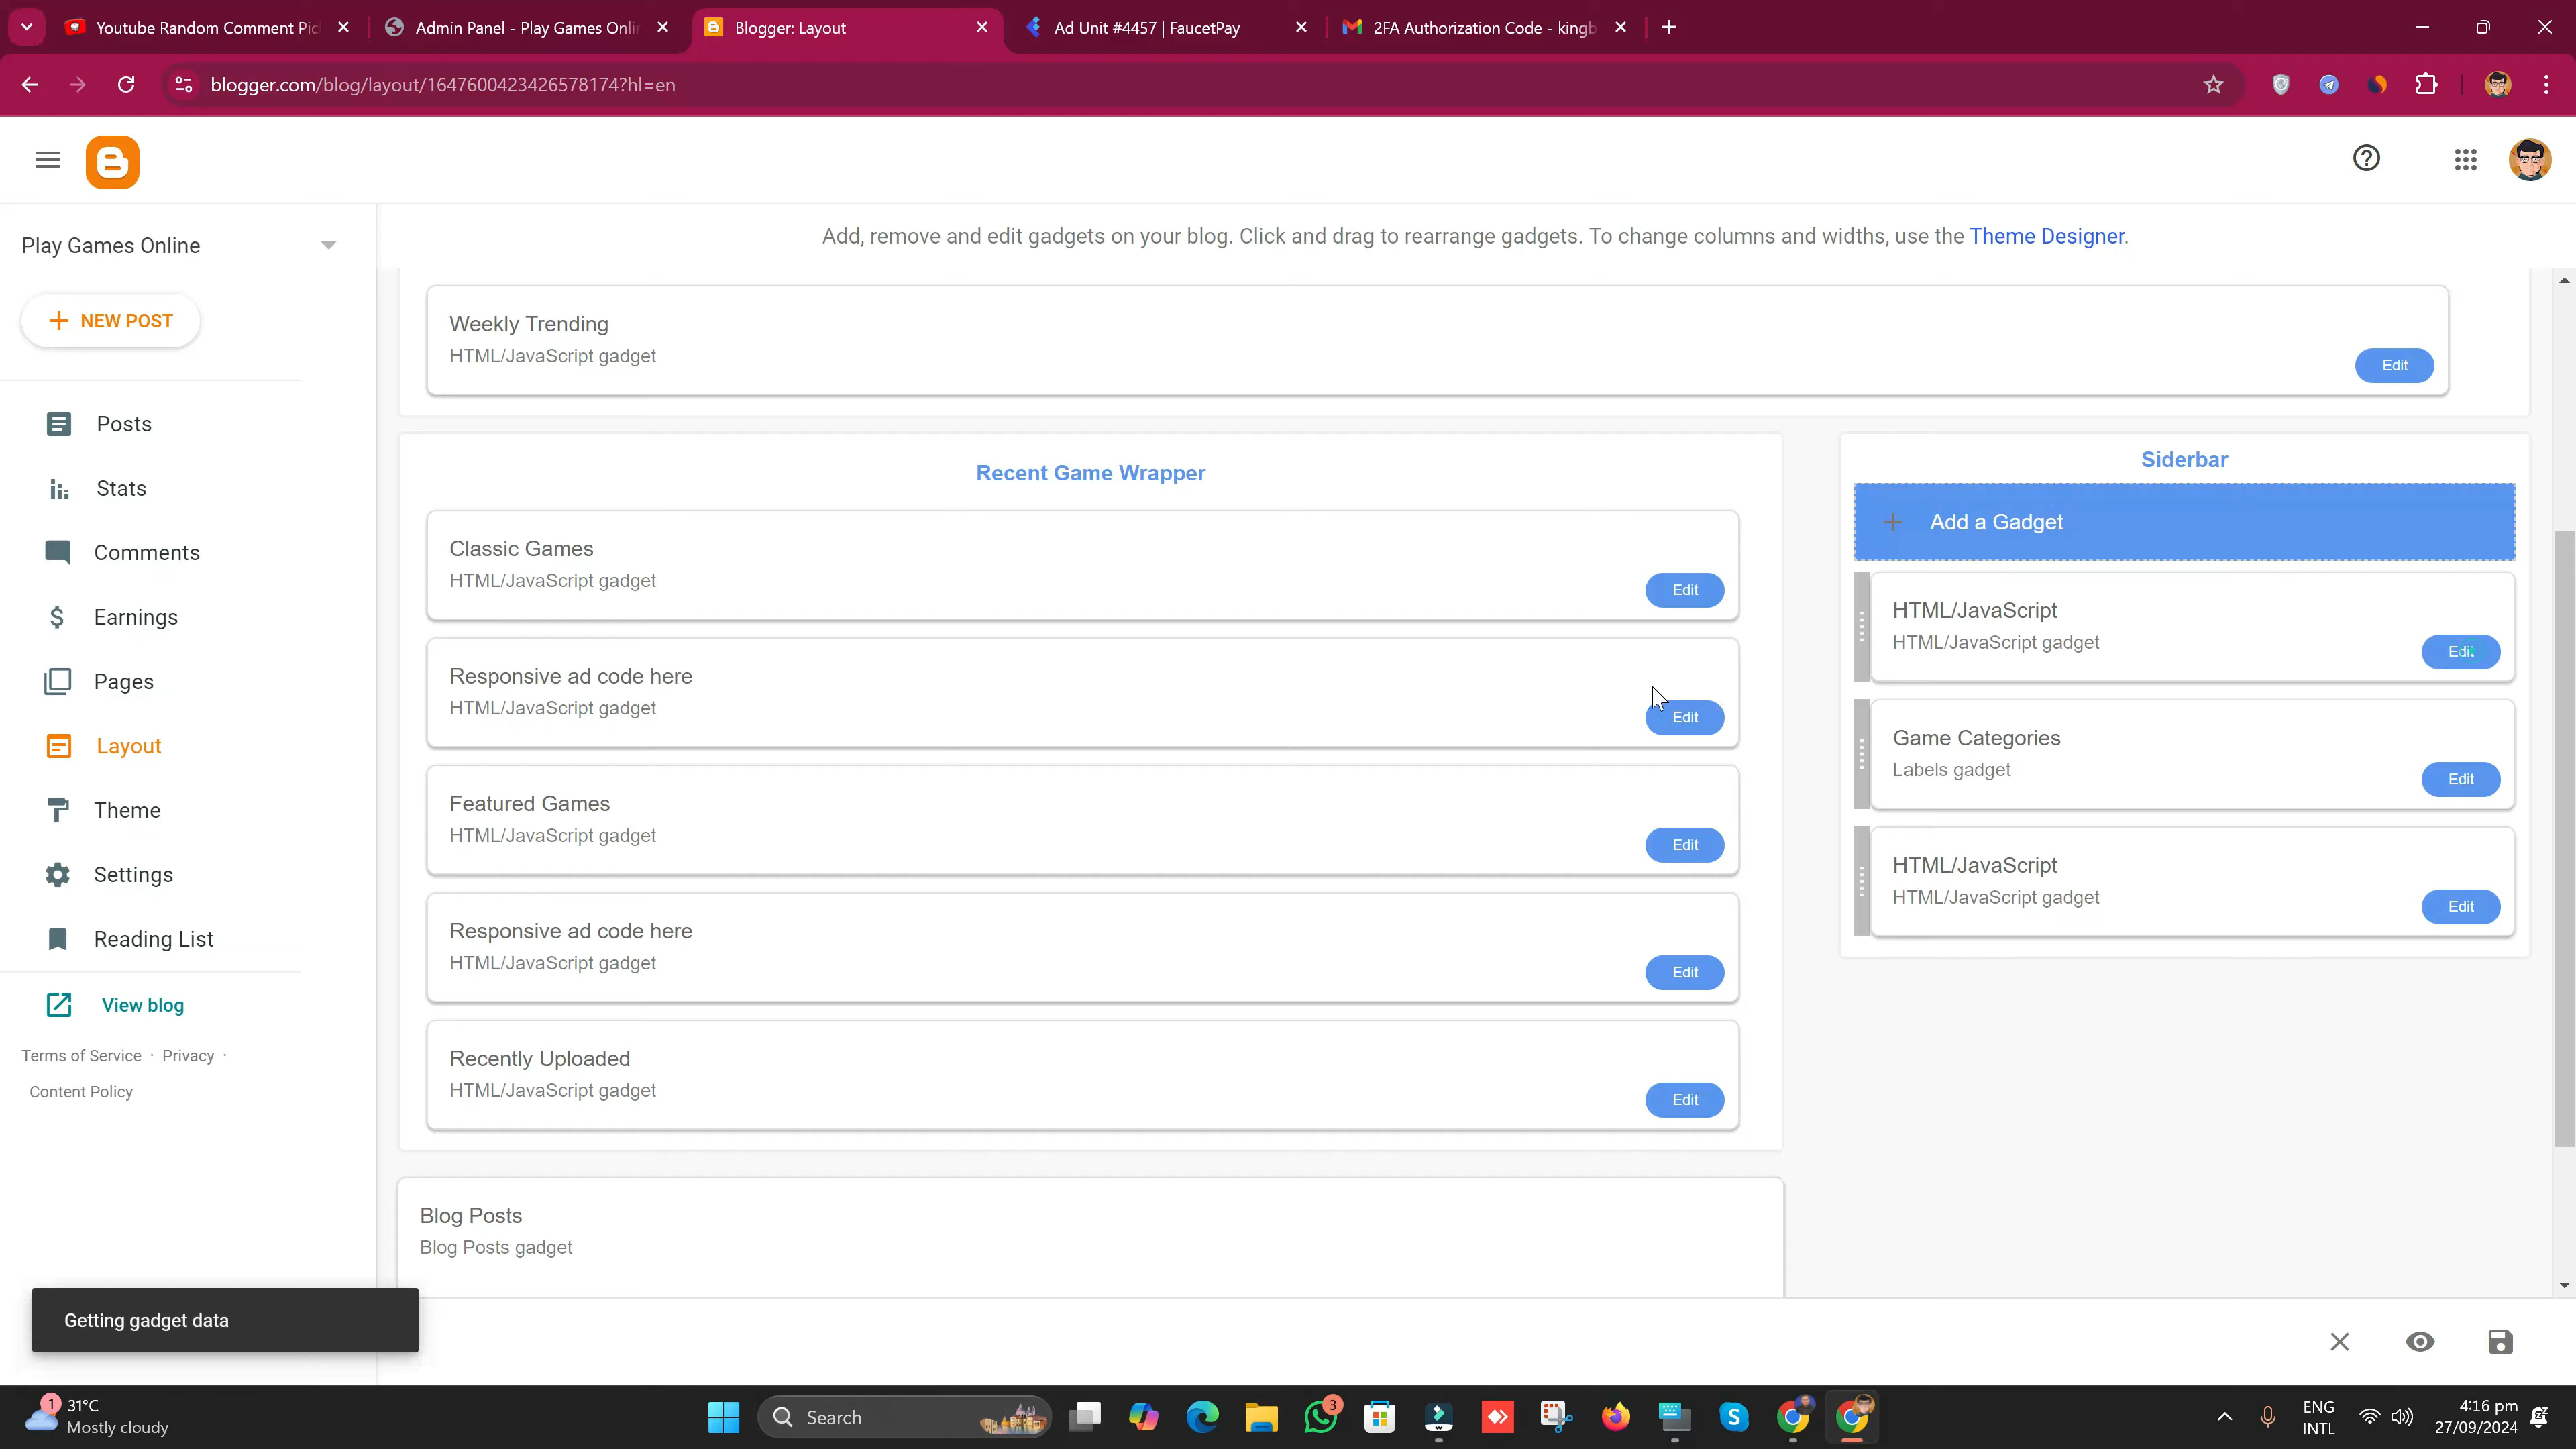 Youtube Random Comment Pic
Admin Panel - Play Games Onli
Blogger: Layout
Ad Unit #4457 | FaucetPay
2FA Authorization Code - kingb
blogger.com/blog/layout/1647600423426578174?hl=en
Play Games Online
NEW POST
Posts
Stats
Comments
Earnings
Pages
Layout
Theme
Settings
Reading List
View blog
Terms of Service · Privacy ·
Content Policy
Getting gadget data
Add, remove and edit gadgets on your blog. Click and drag to rearrange gadgets. To change columns and widths, use the Theme Designer.
Weekly Trending
HTML/JavaScript gadget
Edit
Recent Game Wrapper
Classic Games
HTML/JavaScript gadget
Edit
Responsive ad code here
HTML/JavaScript gadget
Edit
Featured Games
HTML/JavaScript gadget
Edit
Responsive ad code here
HTML/JavaScript gadget
Edit
Recently Uploaded
HTML/JavaScript gadget
Edit
Blog Posts
Blog Posts gadget
Siderbar
Add a Gadget
HTML/JavaScript
HTML/JavaScript gadget
Edit
Game Categories
Labels gadget
Edit
HTML/JavaScript
HTML/JavaScript gadget
Edit
1
31°C
Mostly cloudy
Search
3
ENG
INTL
4:16 pm
27/09/2024